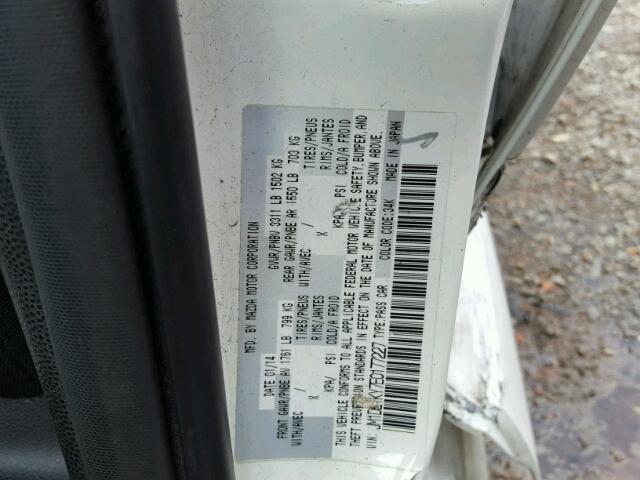 MFD. BY MAZDA MOTOR CORPORATION
DATE 01/14 GVWR/PNBV 3311 LB 1502 KG
FRONT GAWR/PNBE AV 1761 LB 799 KG REAR GAWR/PNBE AR 1550 LB 703 KG
WITH/AVEC / TIRES/PNEUS WITH/AVEC / TIRES/PNEUS
X RIMS/JANTES X RIMS/JANTES
KPA/ PSI COLD/A FROID KPA/ PSI COLD/A FROID
THIS VEHICLE CONFORMS TO ALL APPLICABLE FEDERAL MOTOR VEHICLE SAFETY, BUMPER, AND
THEFT STANDARDS IN EFFECT ON THE DATE OF MANUFACTURE SHOWN ABOVE.
VIN: TYPE:PASS CAR COLOR CODE:34K MADE IN JAPAN